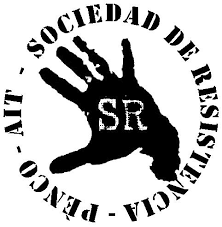 SOCIEDAD DE RESISTENCIA - PENCO - AIT -
SR